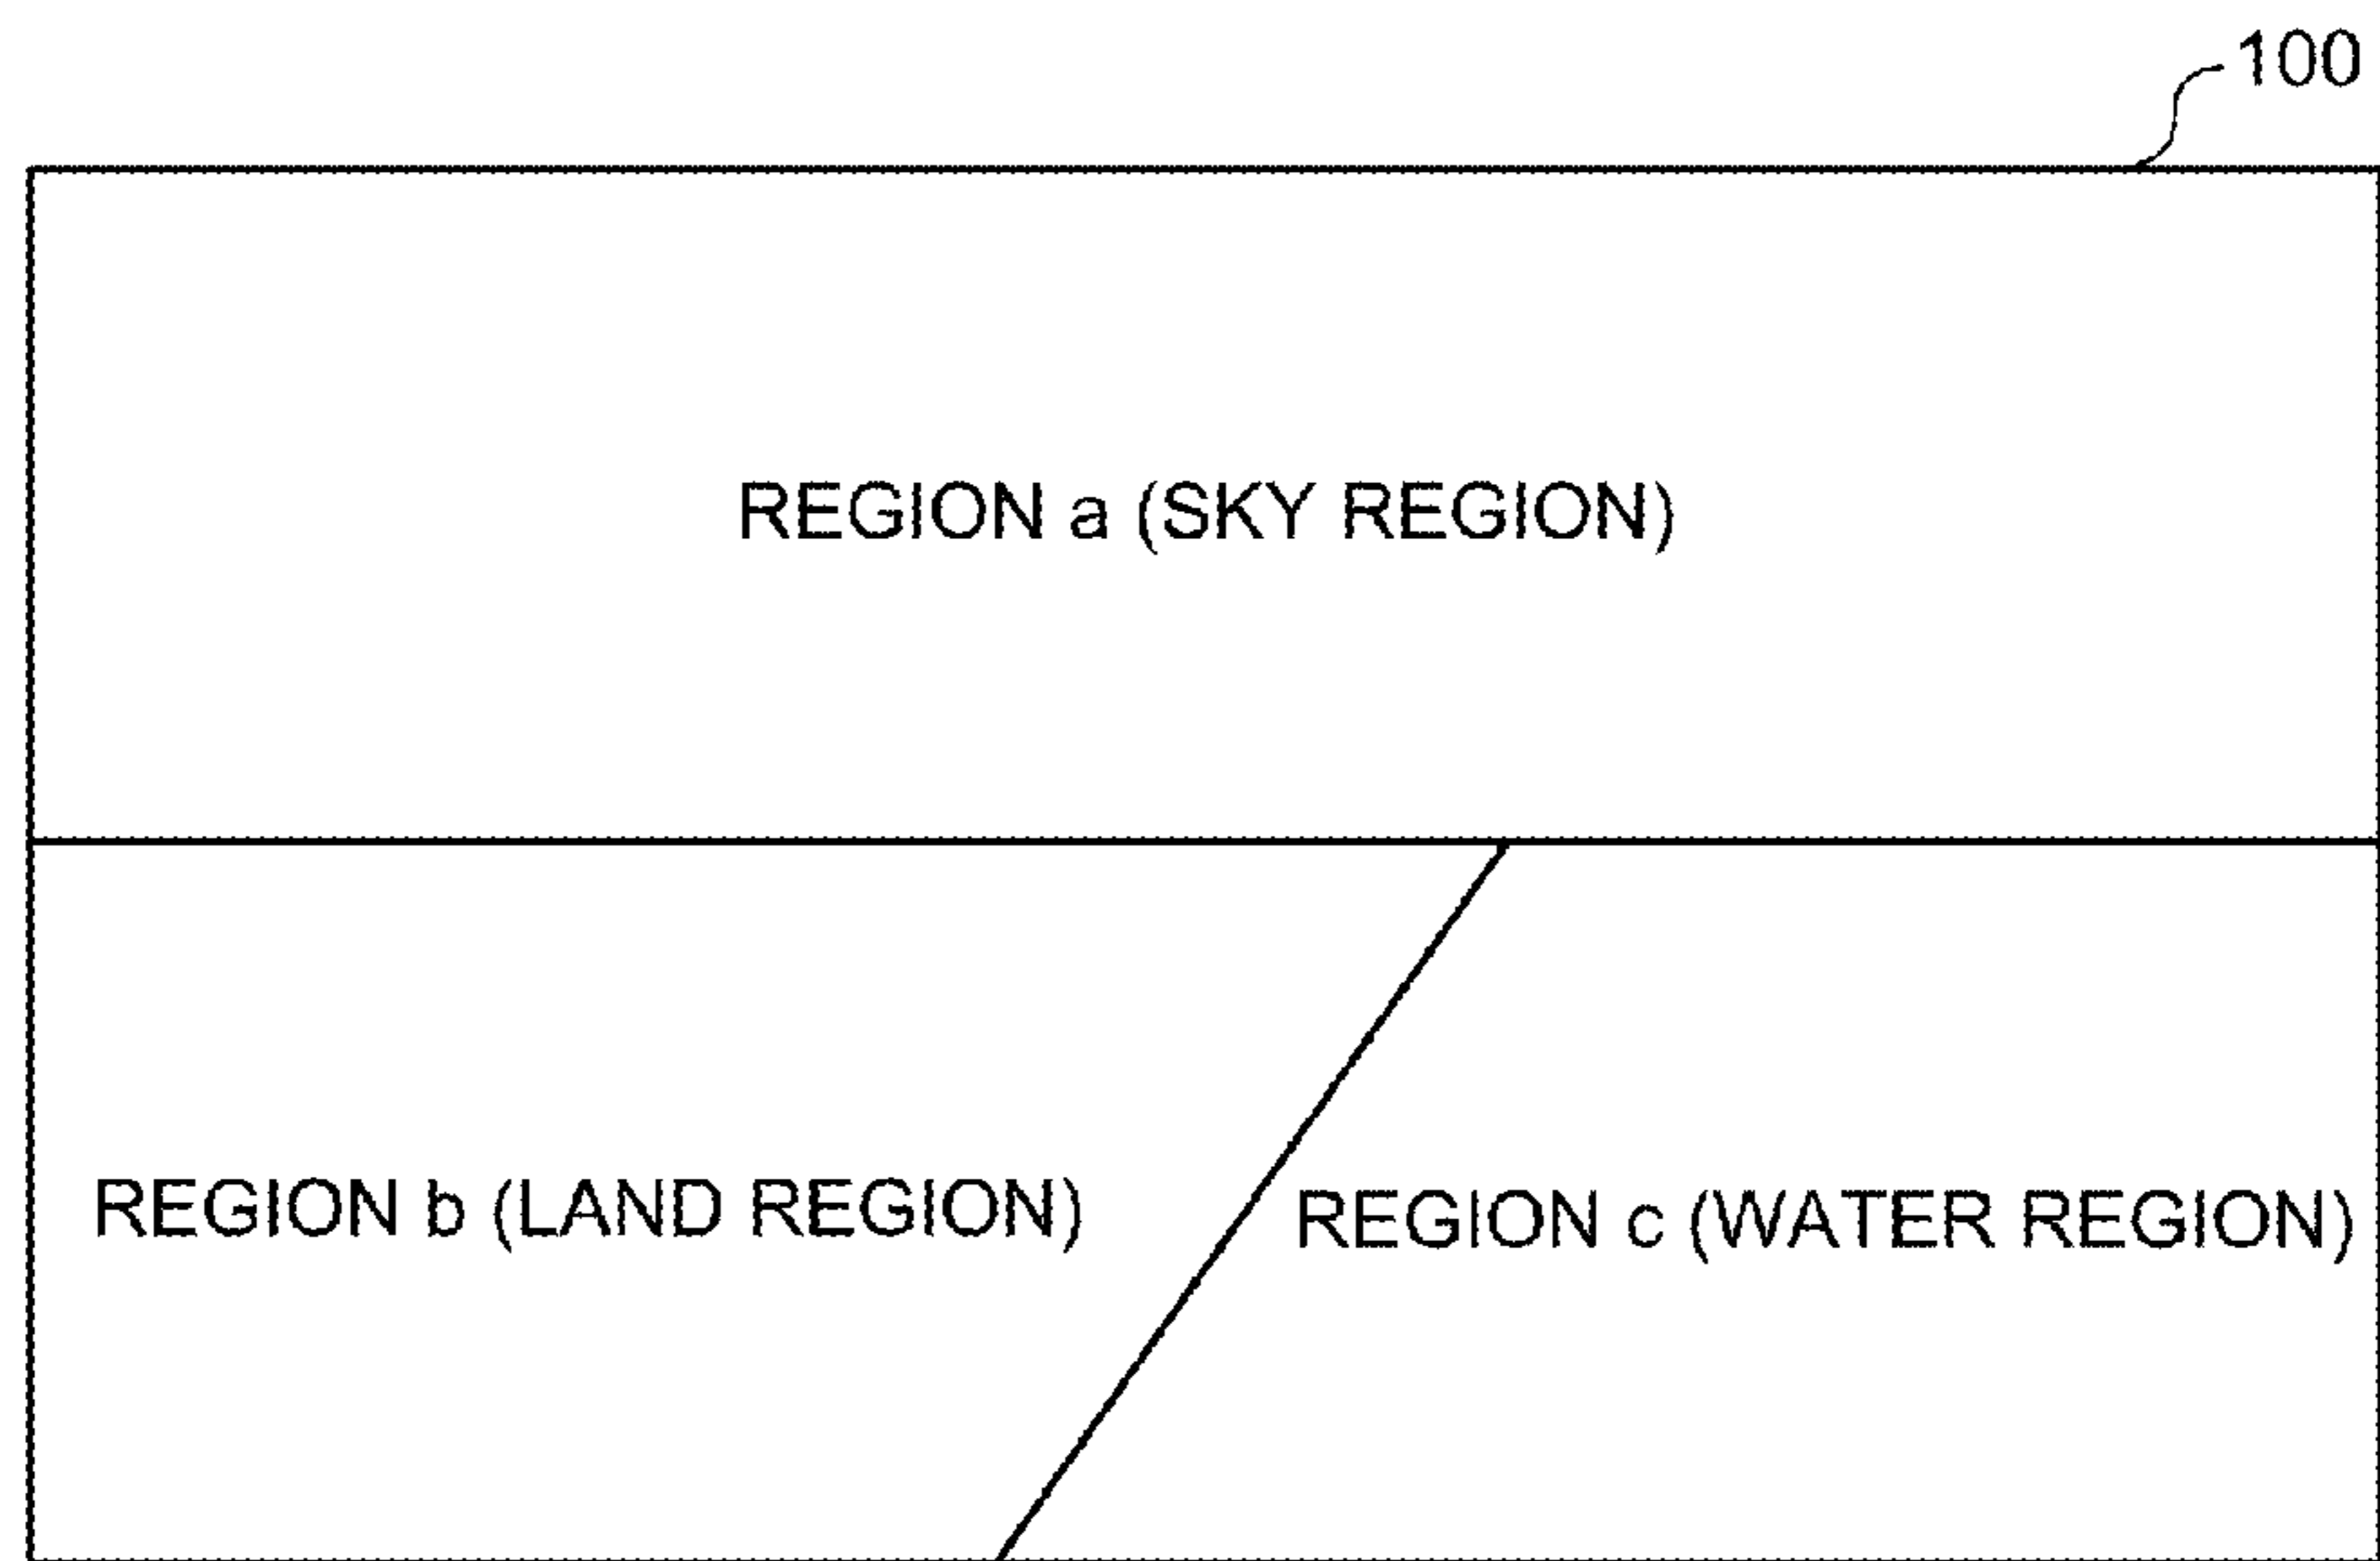 100
REGION a (SKY REGION)
REGION b (LAND REGION)
REGION c (WATER REGION)